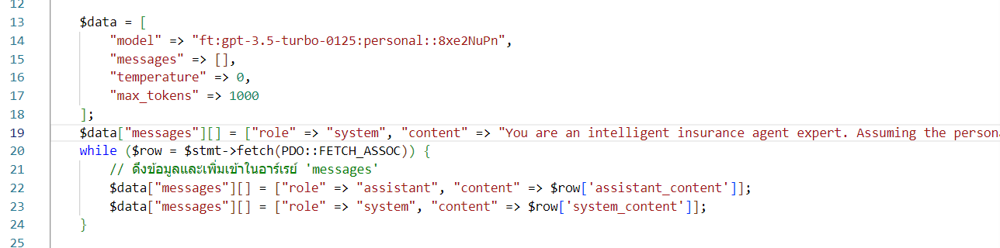 12
13 $data = [
14 "model" => "ft:gpt-3.5-turbo-0125:personal::8xe2NuPn",
15 "messages" => [],
16 "temperature" => 0,
17 "max_tokens" => 1000
18 ];
19 $data["messages"][] = ["role" => "system", "content" => "You are an intelligent insurance agent expert. Assuming the person
20 while ($row = $stmt->fetch(PDO::FETCH_ASSOC)) {
21 // ดึงข้อมูลและเพิ่มเข้าในอาร์เรย์ 'messages'
22 $data["messages"][] = ["role" => "assistant", "content" => $row['assistant_content']];
23 $data["messages"][] = ["role" => "system", "content" => $row['system_content']];
24 }
25